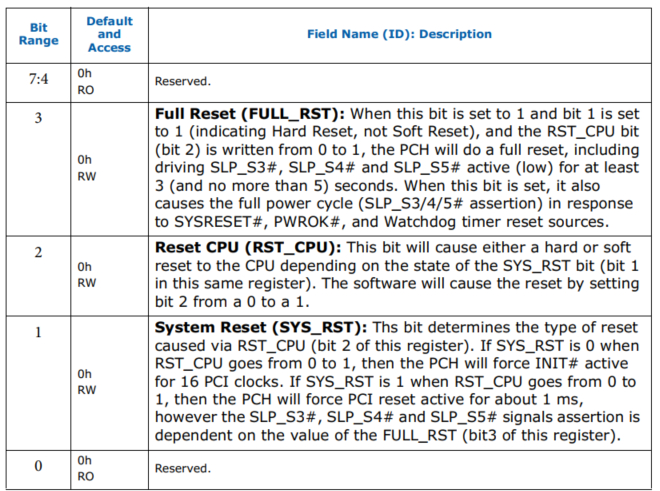 Bit Range
Default and Access
Field Name (ID): Description
7:4
0h
RO
Reserved.
3
0h
RW
Full Reset (FULL_RST): When this bit is set to 1 and bit 1 is set
to 1 (indicating Hard Reset, not Soft Reset), and the RST_CPU bit
(bit 2) is written from 0 to 1, the PCH will do a full reset, including
driving SLP_S3#, SLP_S4# and SLP_S5# active (low) for at least
3 (and no more than 5) seconds. When this bit is set, it also
causes the full power cycle (SLP_S3/4/5# assertion) in response
to SYSRESET#, PWROK#, and Watchdog timer reset sources.
2
0h
RW
Reset CPU (RST_CPU): This bit will cause either a hard or soft
reset to the CPU depending on the state of the SYS_RST bit (bit 1
in this same register). The software will cause the reset by setting
bit 2 from a 0 to a 1.
1
0h
RW
System Reset (SYS_RST): Ths bit determines the type of reset
caused via RST_CPU (bit 2 of this register). If SYS_RST is 0 when
RST_CPU goes from 0 to 1, then the PCH will force INIT# active
for 16 PCI clocks. If SYS_RST is 1 when RST_CPU goes from 0 to
1, then the PCH will force PCI reset active for about 1 ms,
however the SLP_S3#, SLP_S4# and SLP_S5# signals assertion is
dependent on the value of the FULL_RST (bit3 of this register).
0
0h
RO
Reserved.